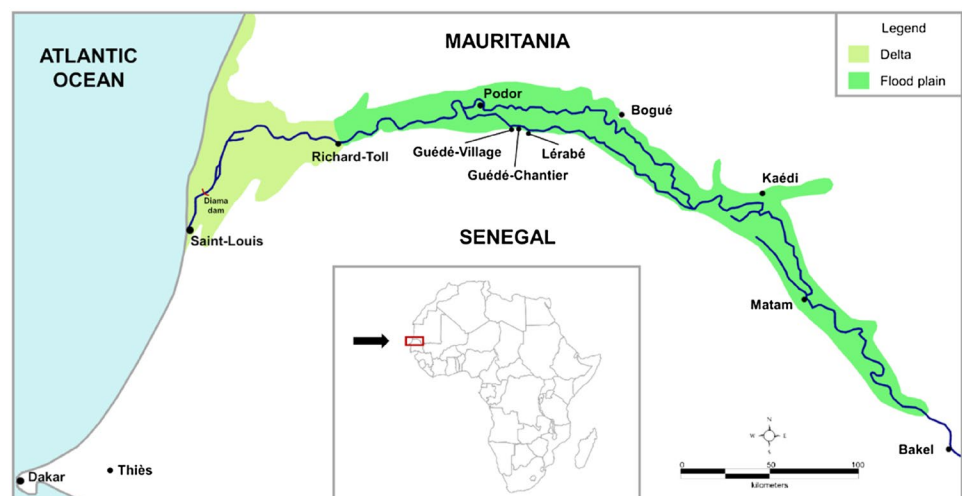 ATLANTIC
OCEAN
MAURITANIA
Legend
Delta
Flood plain
Podor
Bogué
Richard-Toll
Guédé-Village
Lérabé
Guédé-Chantier
Kaédi
Diama
dam
Saint-Louis
SENEGAL
Matam
N
W
E
S
Bakel
0
50
100
kilometers
Dakar
Thiès